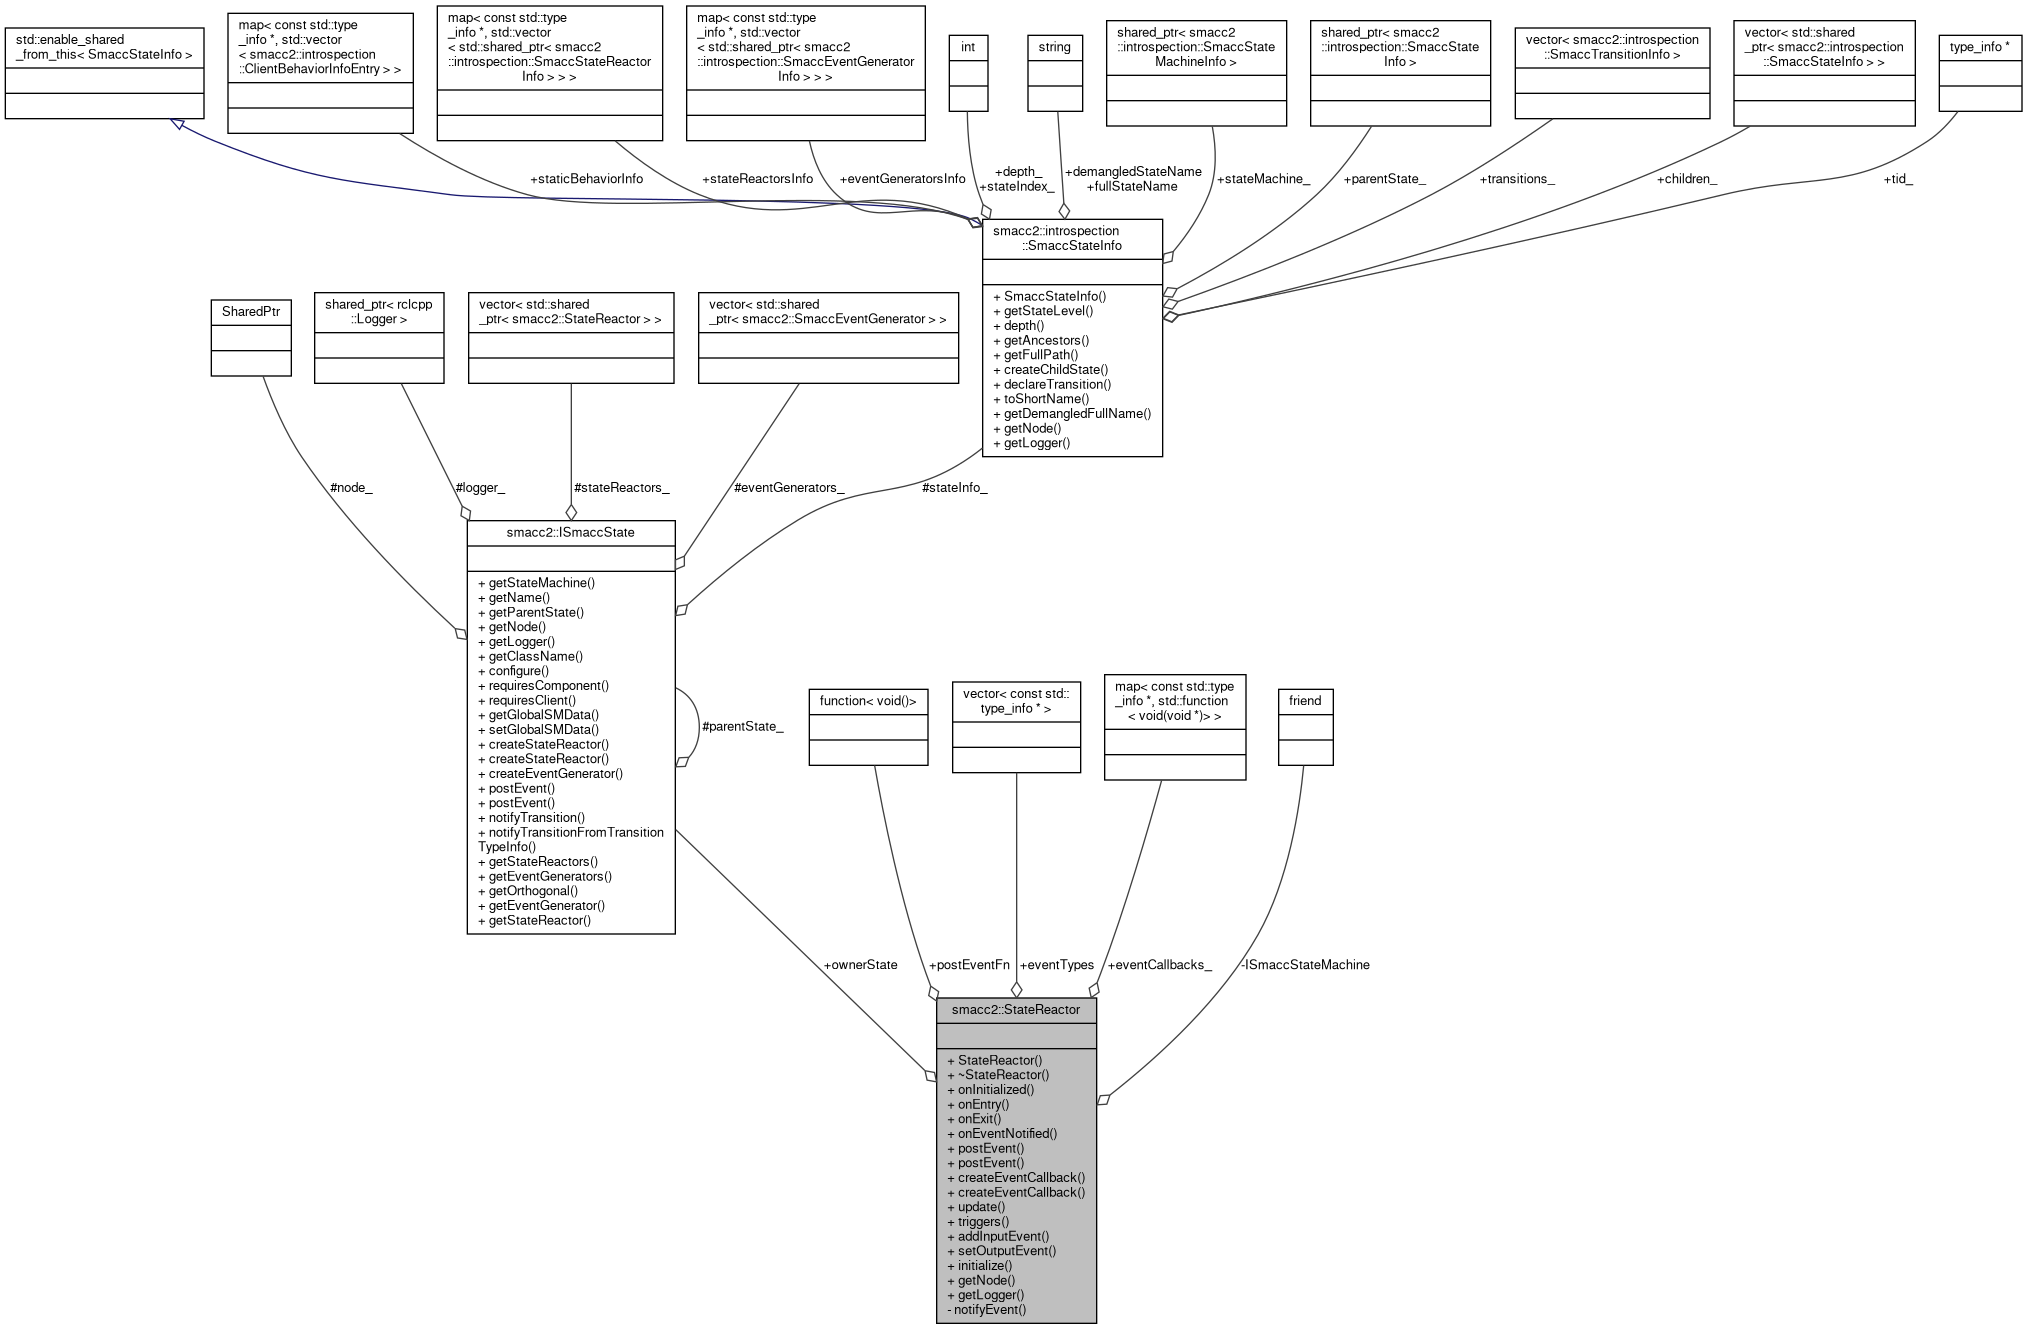 std::enable_shared
_from_this< SmaccStateInfo >
map< const std::type
_info *, std::vector
< smacc2::introspection
::ClientBehaviorInfoEntry > >
map< const std::type
_info *, std::vector
< std::shared_ptr< smacc2
::introspection::SmaccStateReactor
Info > > >
map< const std::type
_info *, std::vector
< std::shared_ptr< smacc2
::introspection::SmaccEventGenerator
Info > > >
int
string
shared_ptr< smacc2
::introspection::SmaccState
MachineInfo >
shared_ptr< smacc2
::introspection::SmaccState
Info >
vector< smacc2::introspection
::SmaccTransitionInfo >
vector< std::shared
_ptr< smacc2::introspection
::SmaccStateInfo > >
type_info *
+staticBehaviorInfo
+stateReactorsInfo
+eventGeneratorsInfo
+depth_
+stateIndex_
+demangledStateName
+fullStateName
+stateMachine_
+parentState_
+transitions_
+children_
+tid_
smacc2::introspection
::SmaccStateInfo
+ SmaccStateInfo()
+ getStateLevel()
+ depth()
+ getAncestors()
+ getFullPath()
+ createChildState()
+ declareTransition()
+ toShortName()
+ getDemangledFullName()
+ getNode()
+ getLogger()
SharedPtr
shared_ptr< rclcpp
::Logger >
vector< std::shared
_ptr< smacc2::StateReactor > >
vector< std::shared
_ptr< smacc2::SmaccEventGenerator > >
#node_
#logger_
#stateReactors_
#eventGenerators_
#stateInfo_
smacc2::ISmaccState
+ getStateMachine()
+ getName()
+ getParentState()
+ getNode()
+ getLogger()
+ getClassName()
+ configure()
+ requiresComponent()
+ requiresClient()
+ getGlobalSMData()
+ setGlobalSMData()
+ createStateReactor()
+ createStateReactor()
+ createEventGenerator()
+ postEvent()
+ postEvent()
+ notifyTransition()
+ notifyTransitionFromTransition
TypeInfo()
+ getStateReactors()
+ getEventGenerators()
+ getOrthogonal()
+ getEventGenerator()
+ getStateReactor()
#parentState_
function< void()>
vector< const std::
type_info * >
map< const std::type
_info *, std::function
< void(void *)> >
friend
+ownerState
+postEventFn
+eventTypes
+eventCallbacks_
-ISmaccStateMachine
smacc2::StateReactor
+ StateReactor()
+ ~StateReactor()
+ onInitialized()
+ onEntry()
+ onExit()
+ onEventNotified()
+ postEvent()
+ postEvent()
+ createEventCallback()
+ createEventCallback()
+ update()
+ triggers()
+ addInputEvent()
+ setOutputEvent()
+ initialize()
+ getNode()
+ getLogger()
- notifyEvent()